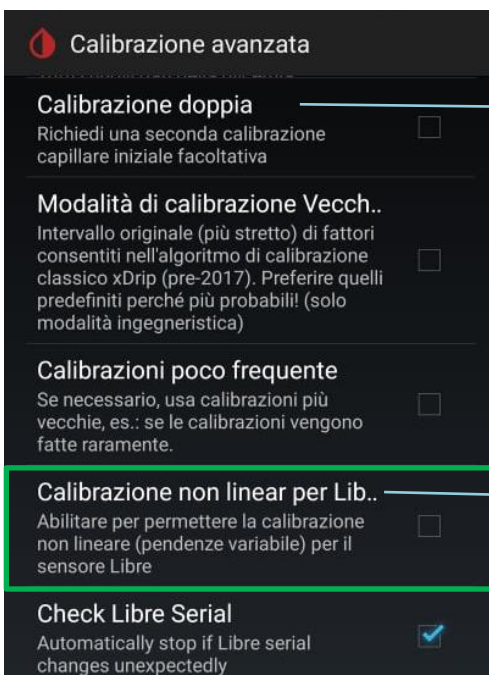 Calibrazione avanzata
Calibrazione doppia
Richiedi una seconda calibrazione
capillare iniziale facoltativa
Modalità di calibrazione Vecch..
Intervallo originale (più stretto) di fattori
consentiti nell'algoritmo di calibrazione
classico xDrip (pre-2017). Preferire quelli
predefiniti perché più probabili! (solo
modalità ingegneristica)
Calibrazioni poco frequente
Se necessario, usa calibrazioni più
vecchie, es.: se le calibrazioni vengono
fatte raramente.
Calibrazione non linear per Lib..
Abilitare per permettere la calibrazione
non lineare (pendenze variabile) per il
sensore Libre
Check Libre Serial
Automatically stop if Libre serial
changes unexpectedly